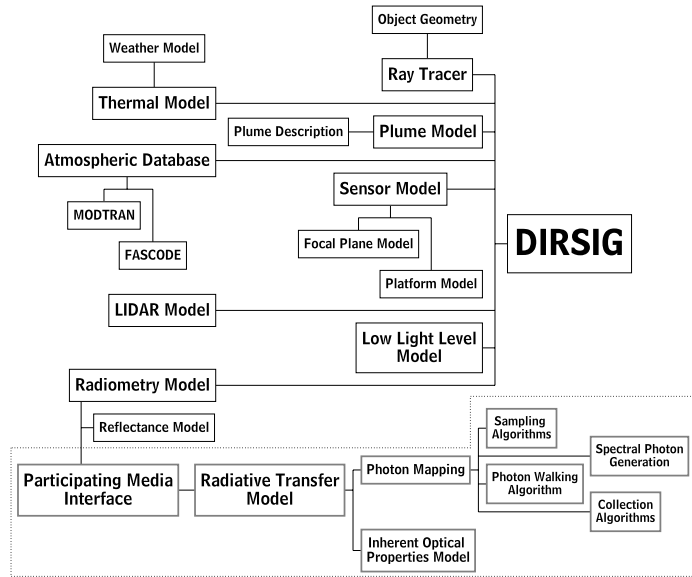 Object Geometry
Weather Model
Ray Tracer
Thermal Model
Plume Description
Plume Model
Atmospheric Database
Sensor Model
MODTRAN
FASCODE
Focal Plane Model
Platform Model
DIRSIG
LIDAR Model
Low Light Level
Model
Radiometry Model
Reflectance Model
Participating Media
Interface
Radiative Transfer
Model
Photon Mapping
Sampling
Algorithms
Spectral Photon
Generation
Photon Walking
Algorithm
Collection
Algorithms
Inherent Optical
Properties Model